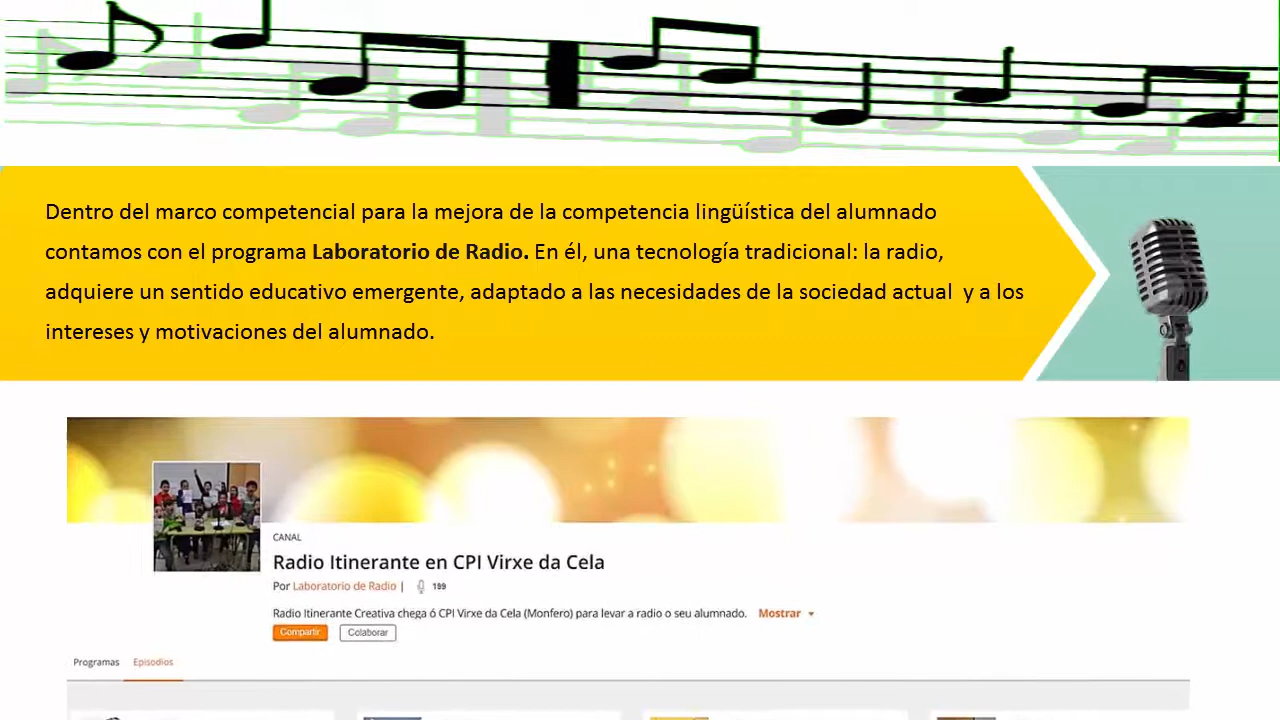 Dentro del marco competencial para la mejora de la competencia lingüística del alumnado
contamos con el programa Laboratorio de Radio. En él, una tecnología tradicional: la radio,
adquiere un sentido educativo emergente, adaptado a las necesidades de la sociedad actual y a los
intereses y motivaciones del alumnado.
CANAL
Radio Itinerante en CPI Virxe da Cela
Por Laboratorio de Radio | 199
Radio Itinerante Creativa chega ó CPI Virxe da Cela (Monfero) para levar a radio o seu alumnado. Mostrar
Compartir Colaborar
Programas Episodios